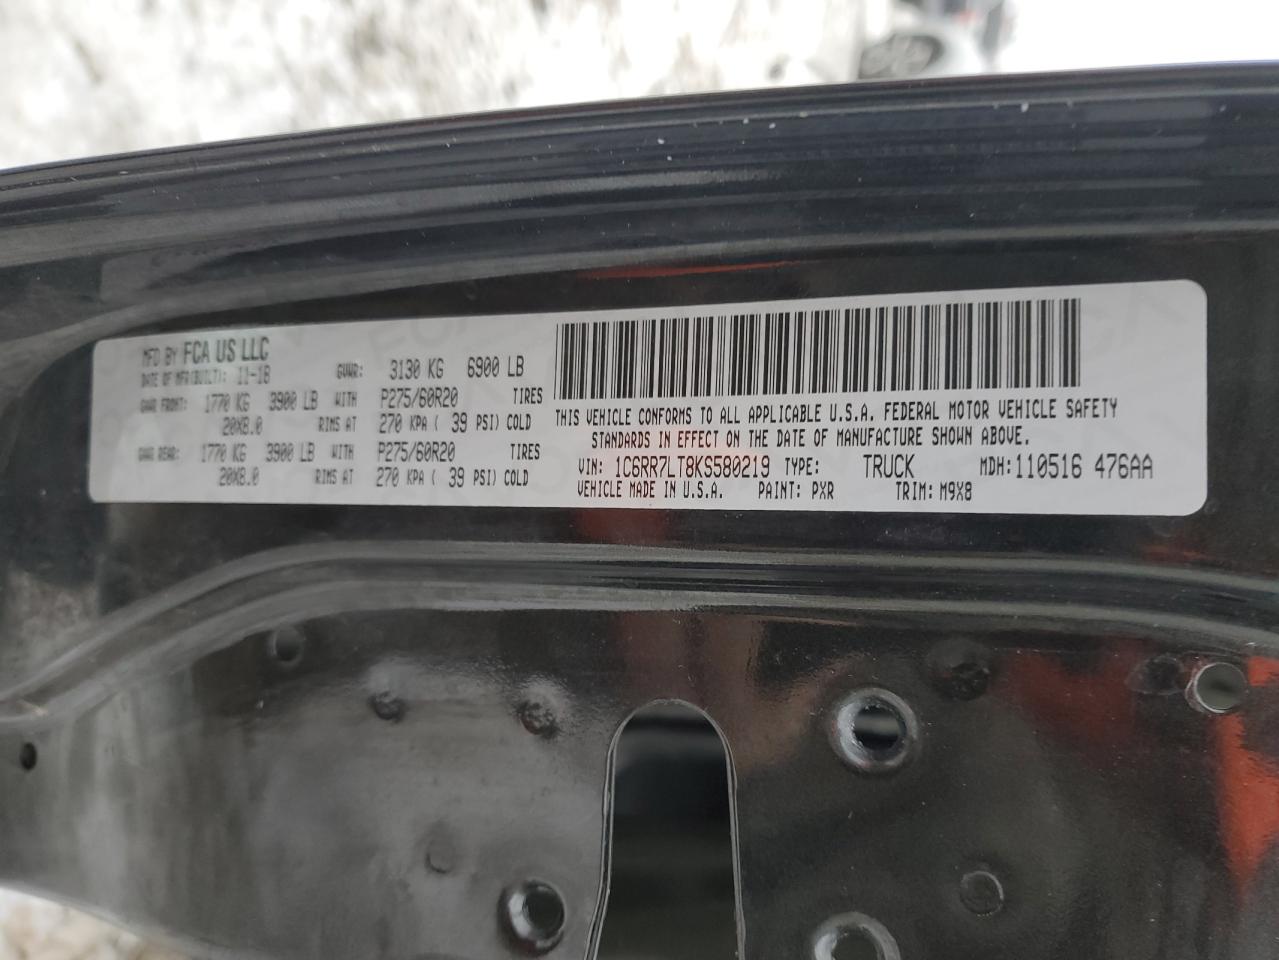 MFD BY FCA US LLC
DATE OF MFR(BUILT): 11-18 GVWR: 3130 KG 6900 LB
GAWR FRONT: 1770 KG 3900 LB WITH P275/60R20 TIRES
20X8.0 RIMS AT 270 KPA ( 39 PSI) COLD
GAWR REAR: 1770 KG 3900 LB WITH P275/60R20 TIRES
20X8.0 RIMS AT 270 KPA ( 39 PSI) COLD
THIS VEHICLE CONFORMS TO ALL APPLICABLE U.S.A. FEDERAL MOTOR VEHICLE SAFETY
STANDARDS IN EFFECT ON THE DATE OF MANUFACTURE SHOWN ABOVE.
VIN: 1C6RR7LT8KS580219 TYPE: TRUCK MDH:110516 476AA
VEHICLE MADE IN U.S.A. PAINT: PXR TRIM: M9X8